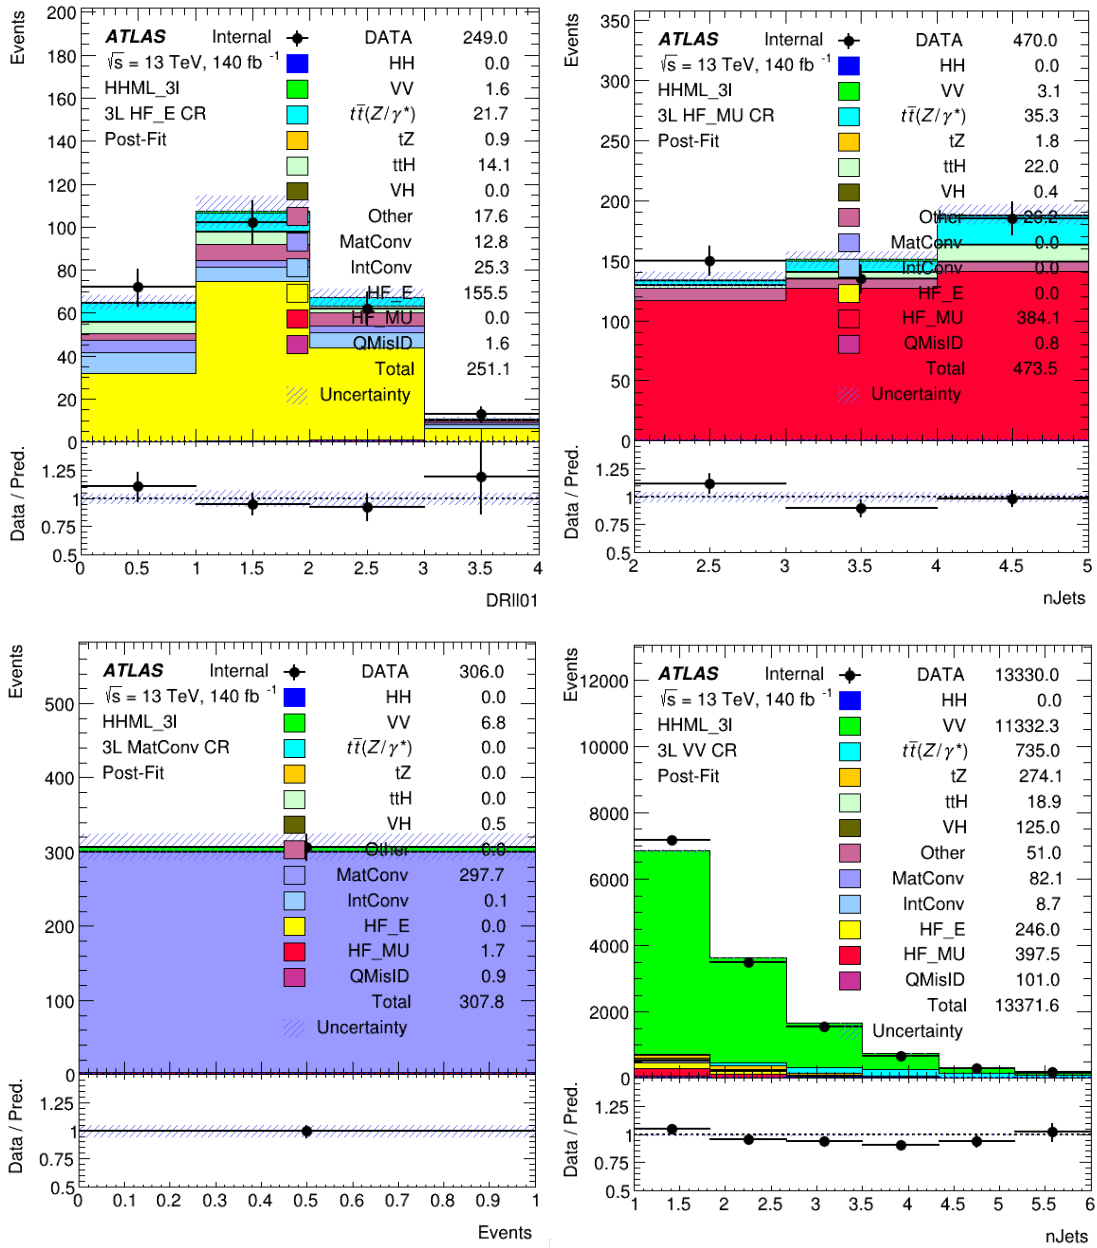 Events
200
180
160
140
120
100
80
60
40
20
0
ATLAS Internal
√s = 13 TeV, 140 fb⁻¹
HHML_3l
3L HF_E CR
Post-Fit
DATA 249.0
HH 0.0
VV 1.6
tt̄(Z/γ*) 21.7
tZ 0.9
ttH 14.1
VH 0.0
Other 17.6
MatConv 12.8
IntConv 25.3
HF_E 155.5
HF_MU 0.0
QMisID 1.6
Total 251.1
Uncertainty
Data / Pred.
1.25
1
0.75
0.5
0 0.5 1 1.5 2 2.5 3 3.5 4
DRll01
Events
350
300
250
200
150
100
50
0
ATLAS Internal
√s = 13 TeV, 140 fb⁻¹
HHML_3l
3L HF_MU CR
Post-Fit
DATA 470.0
HH 0.0
VV 3.1
tt̄(Z/γ*) 35.3
tZ 1.8
ttH 22.0
VH 0.4
Other 26.2
MatConv 0.0
IntConv 0.0
HF_E 0.0
HF_MU 384.1
QMisID 0.8
Total 473.5
Uncertainty
Data / Pred.
1.25
1
0.75
0.5
2 2.5 3 3.5 4 4.5 5
nJets
Events
500
400
300
200
100
0
ATLAS Internal
√s = 13 TeV, 140 fb⁻¹
HHML_3l
3L MatConv CR
Post-Fit
DATA 306.0
HH 0.0
VV 6.8
tt̄(Z/γ*) 0.0
tZ 0.0
ttH 0.0
VH 0.5
Other
MatConv 297.7
IntConv 0.1
HF_E 0.0
HF_MU 1.7
QMisID 0.9
Total 307.8
Uncertainty
Data / Pred.
1.25
1
0.75
0.5
0 0.1 0.2 0.3 0.4 0.5 0.6 0.7 0.8 0.9 1
Events
Events
12000
10000
8000
6000
4000
2000
0
ATLAS Internal
√s = 13 TeV, 140 fb⁻¹
HHML_3l
3L VV CR
Post-Fit
DATA 13330.0
HH 0.0
VV 11332.3
tt̄(Z/γ*) 735.0
tZ 274.1
ttH 18.9
VH 125.0
Other 51.0
MatConv 82.1
IntConv 8.7
HF_E 246.0
HF_MU 397.5
QMisID 101.0
Total 13371.6
Uncertainty
Data / Pred.
1.25
1
0.75
0.5
1 1.5 2 2.5 3 3.5 4 4.5 5 5.5 6
nJets